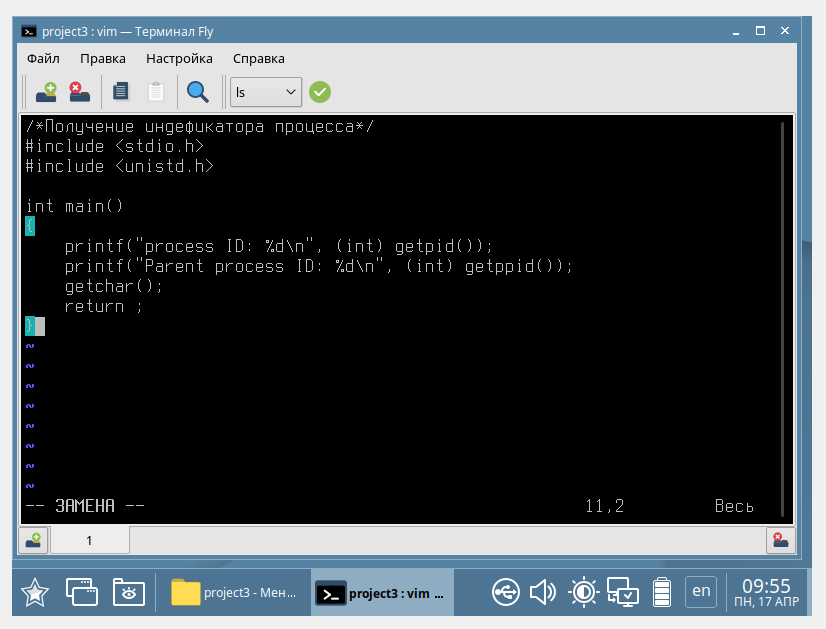 project3 : vim — Терминал Fly
Файл Правка Настройка Справка
ls
/*Получение индефикатора процесса*/
#include <stdio.h>
#include <unistd.h>
int main()
{
    printf("process ID: %d\n", (int) getpid());
    printf("Parent process ID: %d\n", (int) getppid());
    getchar();
    return ;
}
~
~
~
~
~
~
~
~
-- ЗАМЕНА -- 11,2 Весь
1
project3 - Мен... project3 : vim ... en 09:55
ПН, 17 АПР